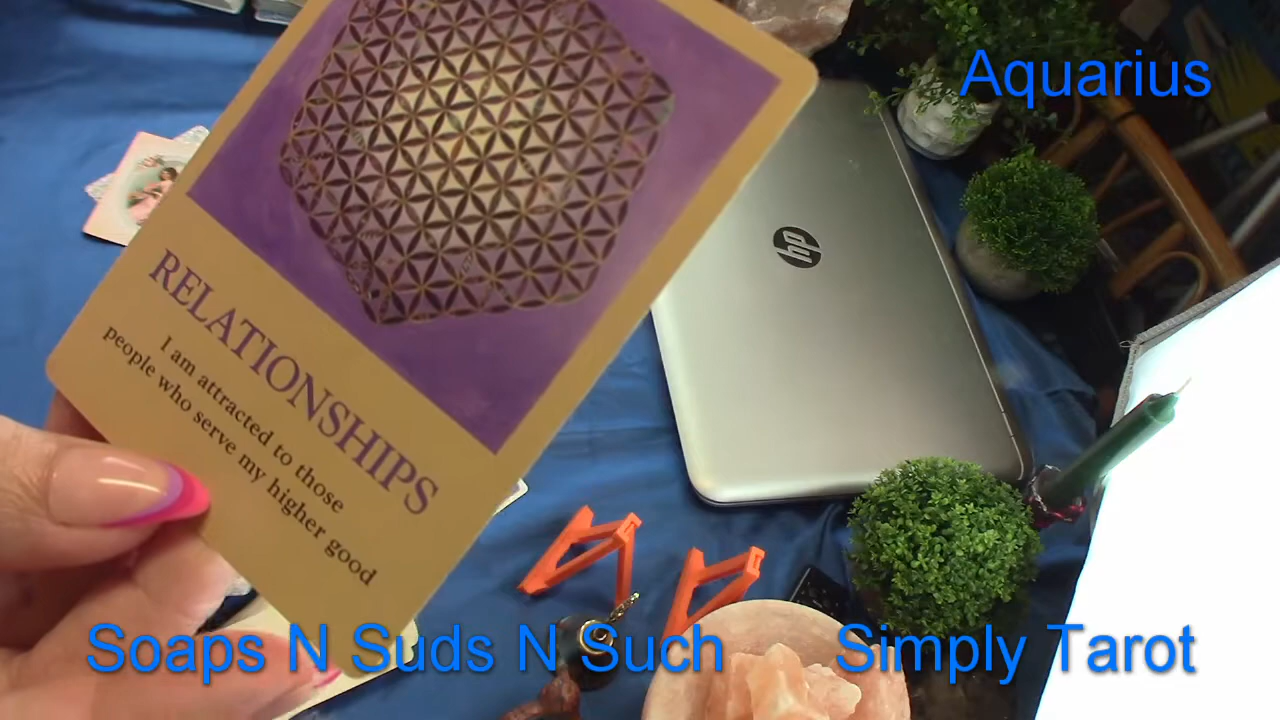 Aquarius
hp
RELATIONSHIPS
I am attracted to those
people who serve my higher good
Soaps N Suds N Such
Simply Tarot